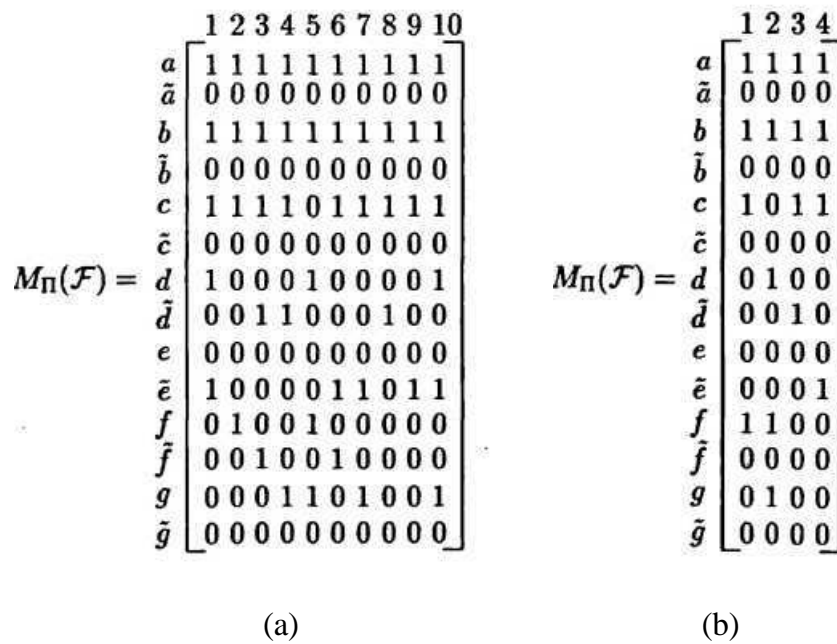 1 2 3 4 5 6 7 8 9 10
a 1 1 1 1 1 1 1 1 1 1
ã 0 0 0 0 0 0 0 0 0 0
b 1 1 1 1 1 1 1 1 1 1
b̃ 0 0 0 0 0 0 0 0 0 0
c 1 1 1 1 0 1 1 1 1 1
c̃ 0 0 0 0 0 0 0 0 0 0
M_Π(𝓕) = d 1 0 0 0 1 0 0 0 0 1
d̃ 0 0 1 1 0 0 0 1 0 0
e 0 0 0 0 0 0 0 0 0 0
ẽ 1 0 0 0 0 1 1 0 1 1
f 0 1 0 0 1 0 0 0 0 0
f̃ 0 0 1 0 0 1 0 0 0 0
g 0 0 0 1 1 0 1 0 0 1
g̃ 0 0 0 0 0 0 0 0 0 0
(a)
1 2 3 4
a 1 1 1 1
ã 0 0 0 0
b 1 1 1 1
b̃ 0 0 0 0
c 1 0 1 1
c̃ 0 0 0 0
M_Π(𝓕) = d 0 1 0 0
d̃ 0 0 1 0
e 0 0 0 0
ẽ 0 0 0 1
f 1 1 0 0
f̃ 0 0 0 0
g 0 1 0 0
g̃ 0 0 0 0
(b)